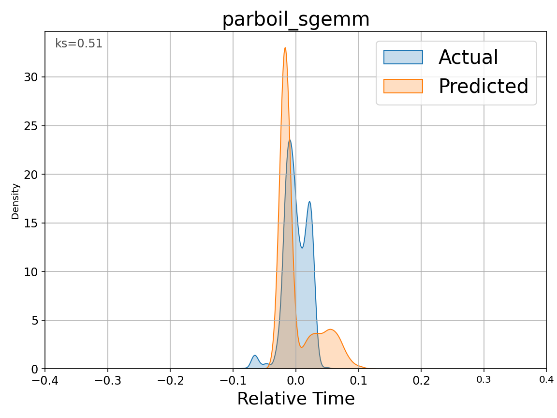 parboil_sgemm
ks=0.51
Actual
Predicted
30
25
20
15
10
5
0
Density
−0.4 −0.3 −0.2 −0.1 0.0 0.1 0.2 0.3 0.4
Relative Time